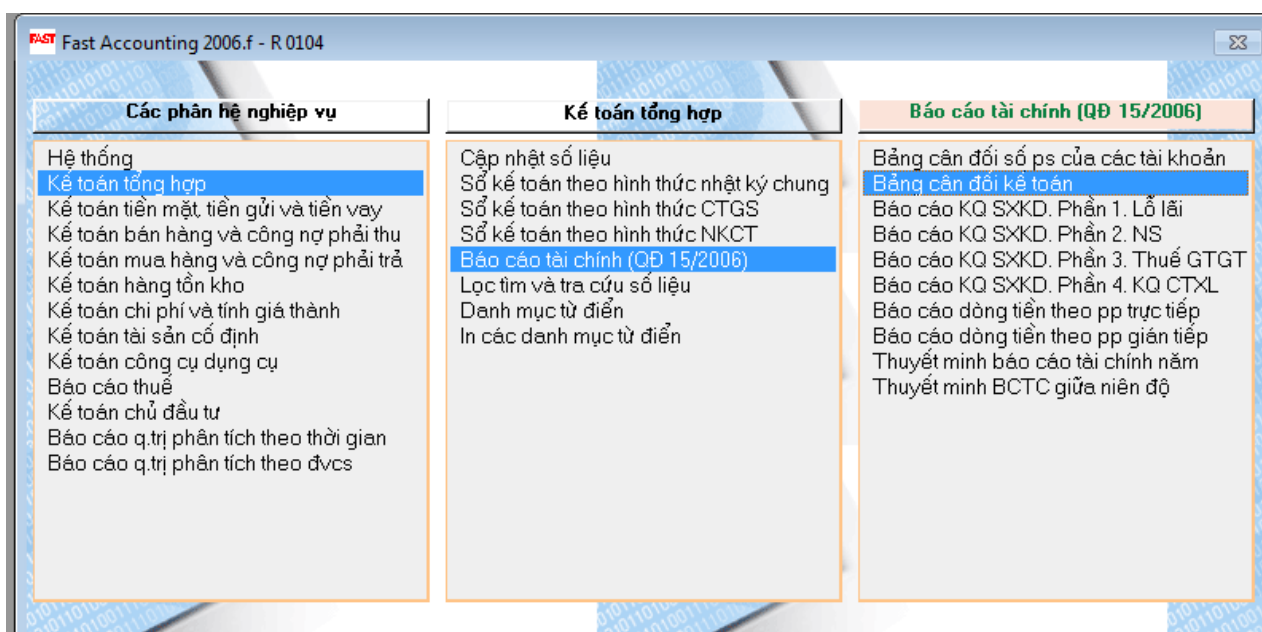 FAST Fast Accounting 2006.f - R 0104
Các phân hệ nghiệp vụ
Hệ thống
Kế toán tổng hợp
Kế toán tiền mặt, tiền gửi và tiền vay
Kế toán bán hàng và công nợ phải thu
Kế toán mua hàng và công nợ phải trả
Kế toán hàng tồn kho
Kế toán chi phí và tính giá thành
Kế toán tài sản cố định
Kế toán công cụ dụng cụ
Báo cáo thuế
Kế toán chủ đầu tư
Báo cáo q.trị phân tích theo thời gian
Báo cáo q.trị phân tích theo đvcs
Kế toán tổng hợp
Cập nhật số liệu
Sổ kế toán theo hình thức nhật ký chung
Sổ kế toán theo hình thức CTGS
Sổ kế toán theo hình thức NKCT
Báo cáo tài chính (QĐ 15/2006)
Lọc tìm và tra cứu số liệu
Danh mục từ điển
In các danh mục từ điển
Báo cáo tài chính (QĐ 15/2006)
Bảng cân đối số ps của các tài khoản
Bảng cân đối kế toán
Báo cáo KQ SXKD. Phần 1. Lỗ lãi
Báo cáo KQ SXKD. Phần 2. NS
Báo cáo KQ SXKD. Phần 3. Thuế GTGT
Báo cáo KQ SXKD. Phần 4. KQ CTXL
Báo cáo dòng tiền theo pp trực tiếp
Báo cáo dòng tiền theo pp gián tiếp
Thuyết minh báo cáo tài chính năm
Thuyết minh BCTC giữa niên độ